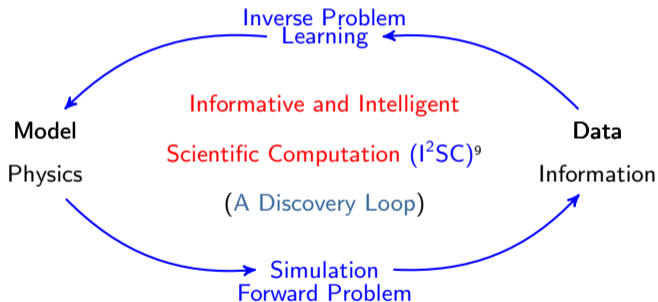 Inverse Problem
Learning
Informative and Intelligent
Model
Data
Scientific Computation (I²SC)⁹
Physics
Information
(A Discovery Loop)
Simulation
Forward Problem